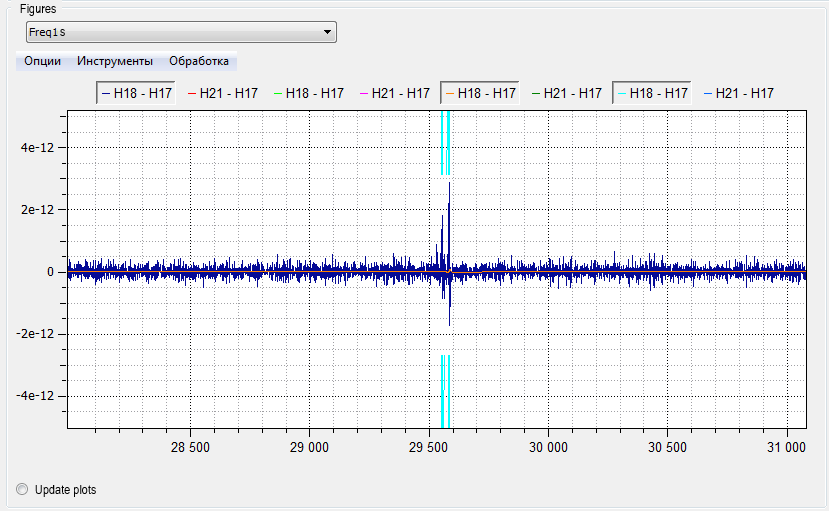 Figures
Freq1s
Опции Инструменты Обработка
H18 - H17 H21 - H17 H18 - H17 H21 - H17 H18 - H17 H21 - H17 H18 - H17 H21 - H17
4e-12
2e-12
0
-2e-12
-4e-12
28 500 29 000 29 500 30 000 30 500 31 000
Update plots